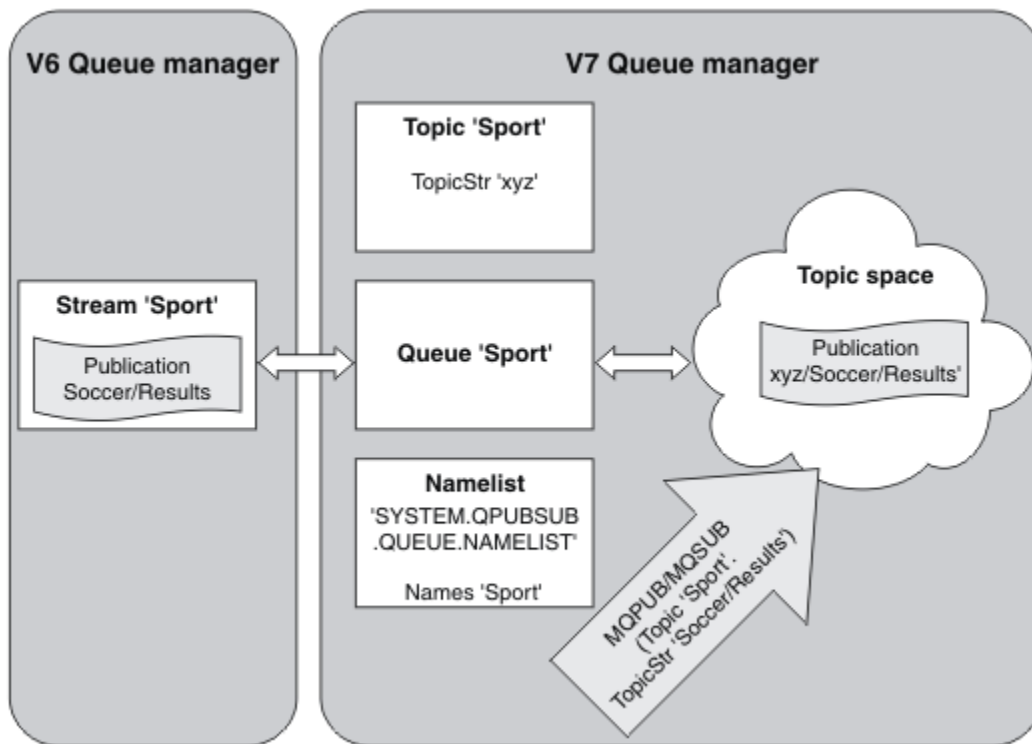 V6 Queue manager
Stream 'Sport'
Publication
Soccer/Results
V7 Queue manager
Topic 'Sport'
TopicStr 'xyz'
Queue 'Sport'
Namelist
'SYSTEM.QPUBSUB
.QUEUE.NAMELIST'
Names 'Sport'
Topic space
Publication
xyz/Soccer/Results'
MQPUB/MQSUB
(Topic 'Sport'.
TopicStr 'Soccer/Results')